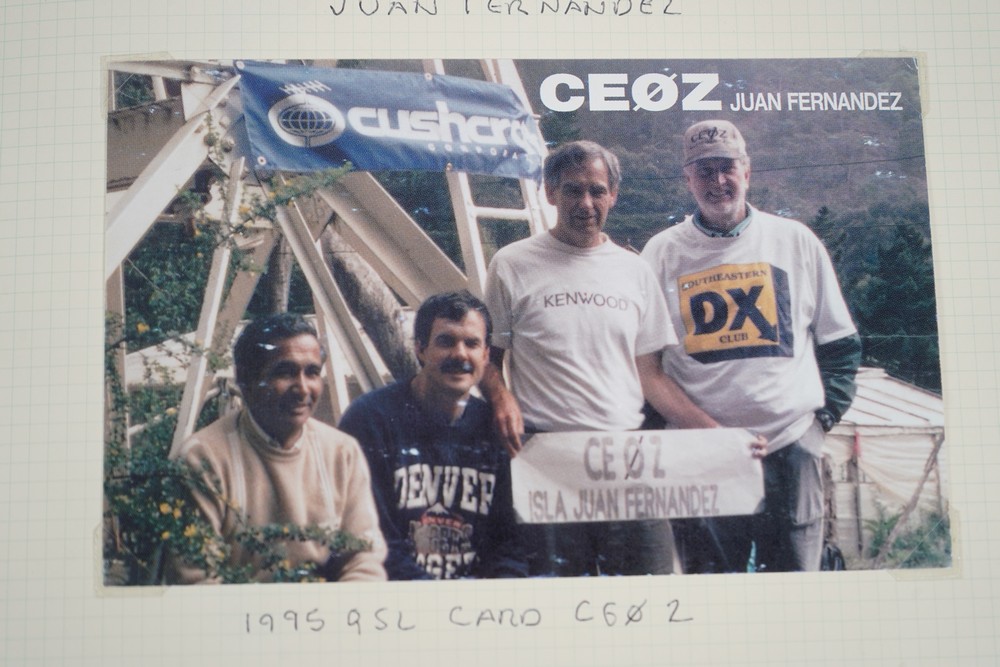 JUAN FERNANDEZ
CEØZ JUAN FERNANDEZ
cushcra
CEØZ
KENWOOD
SOUTHEASTERN
DX
CLUB
DENVER
CE Ø Z
ISLA JUAN FERNANDEZ
1995 QSL CARD CEØZ